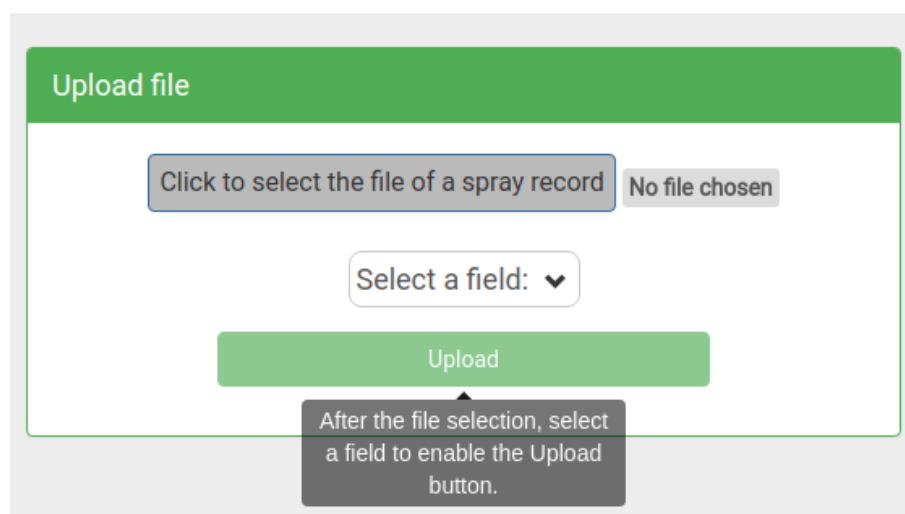 Upload file
Click to select the file of a spray record No file chosen
Select a field:
Upload
After the file selection, select
a field to enable the Upload
button.